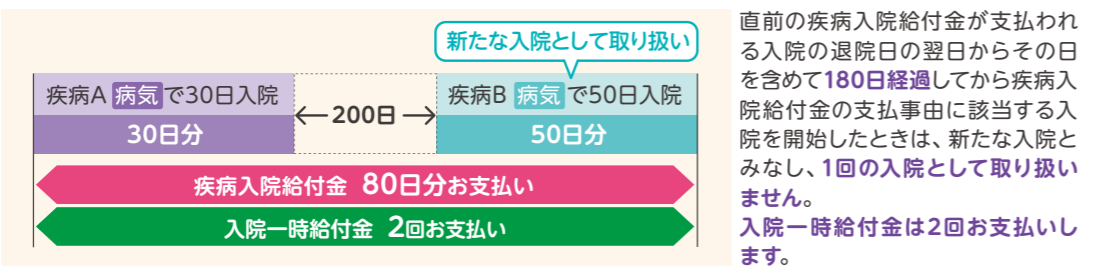 新たな入院として取り扱い
疾病A 病気 で30日入院
30日分
200日
疾病B 病気 で50日入院
50日分
疾病入院給付金 80日分お支払い
入院一時給付金 2回お支払い
直前の疾病入院給付金が支払われ
る入院の退院日の翌日からその日
を含めて180日経過してから疾病入
院給付金の支払事由に該当する入
院を開始したときは、新たな入院と
みなし、1回の入院として取り扱い
ません。
入院一時給付金は2回お支払いし
ます。